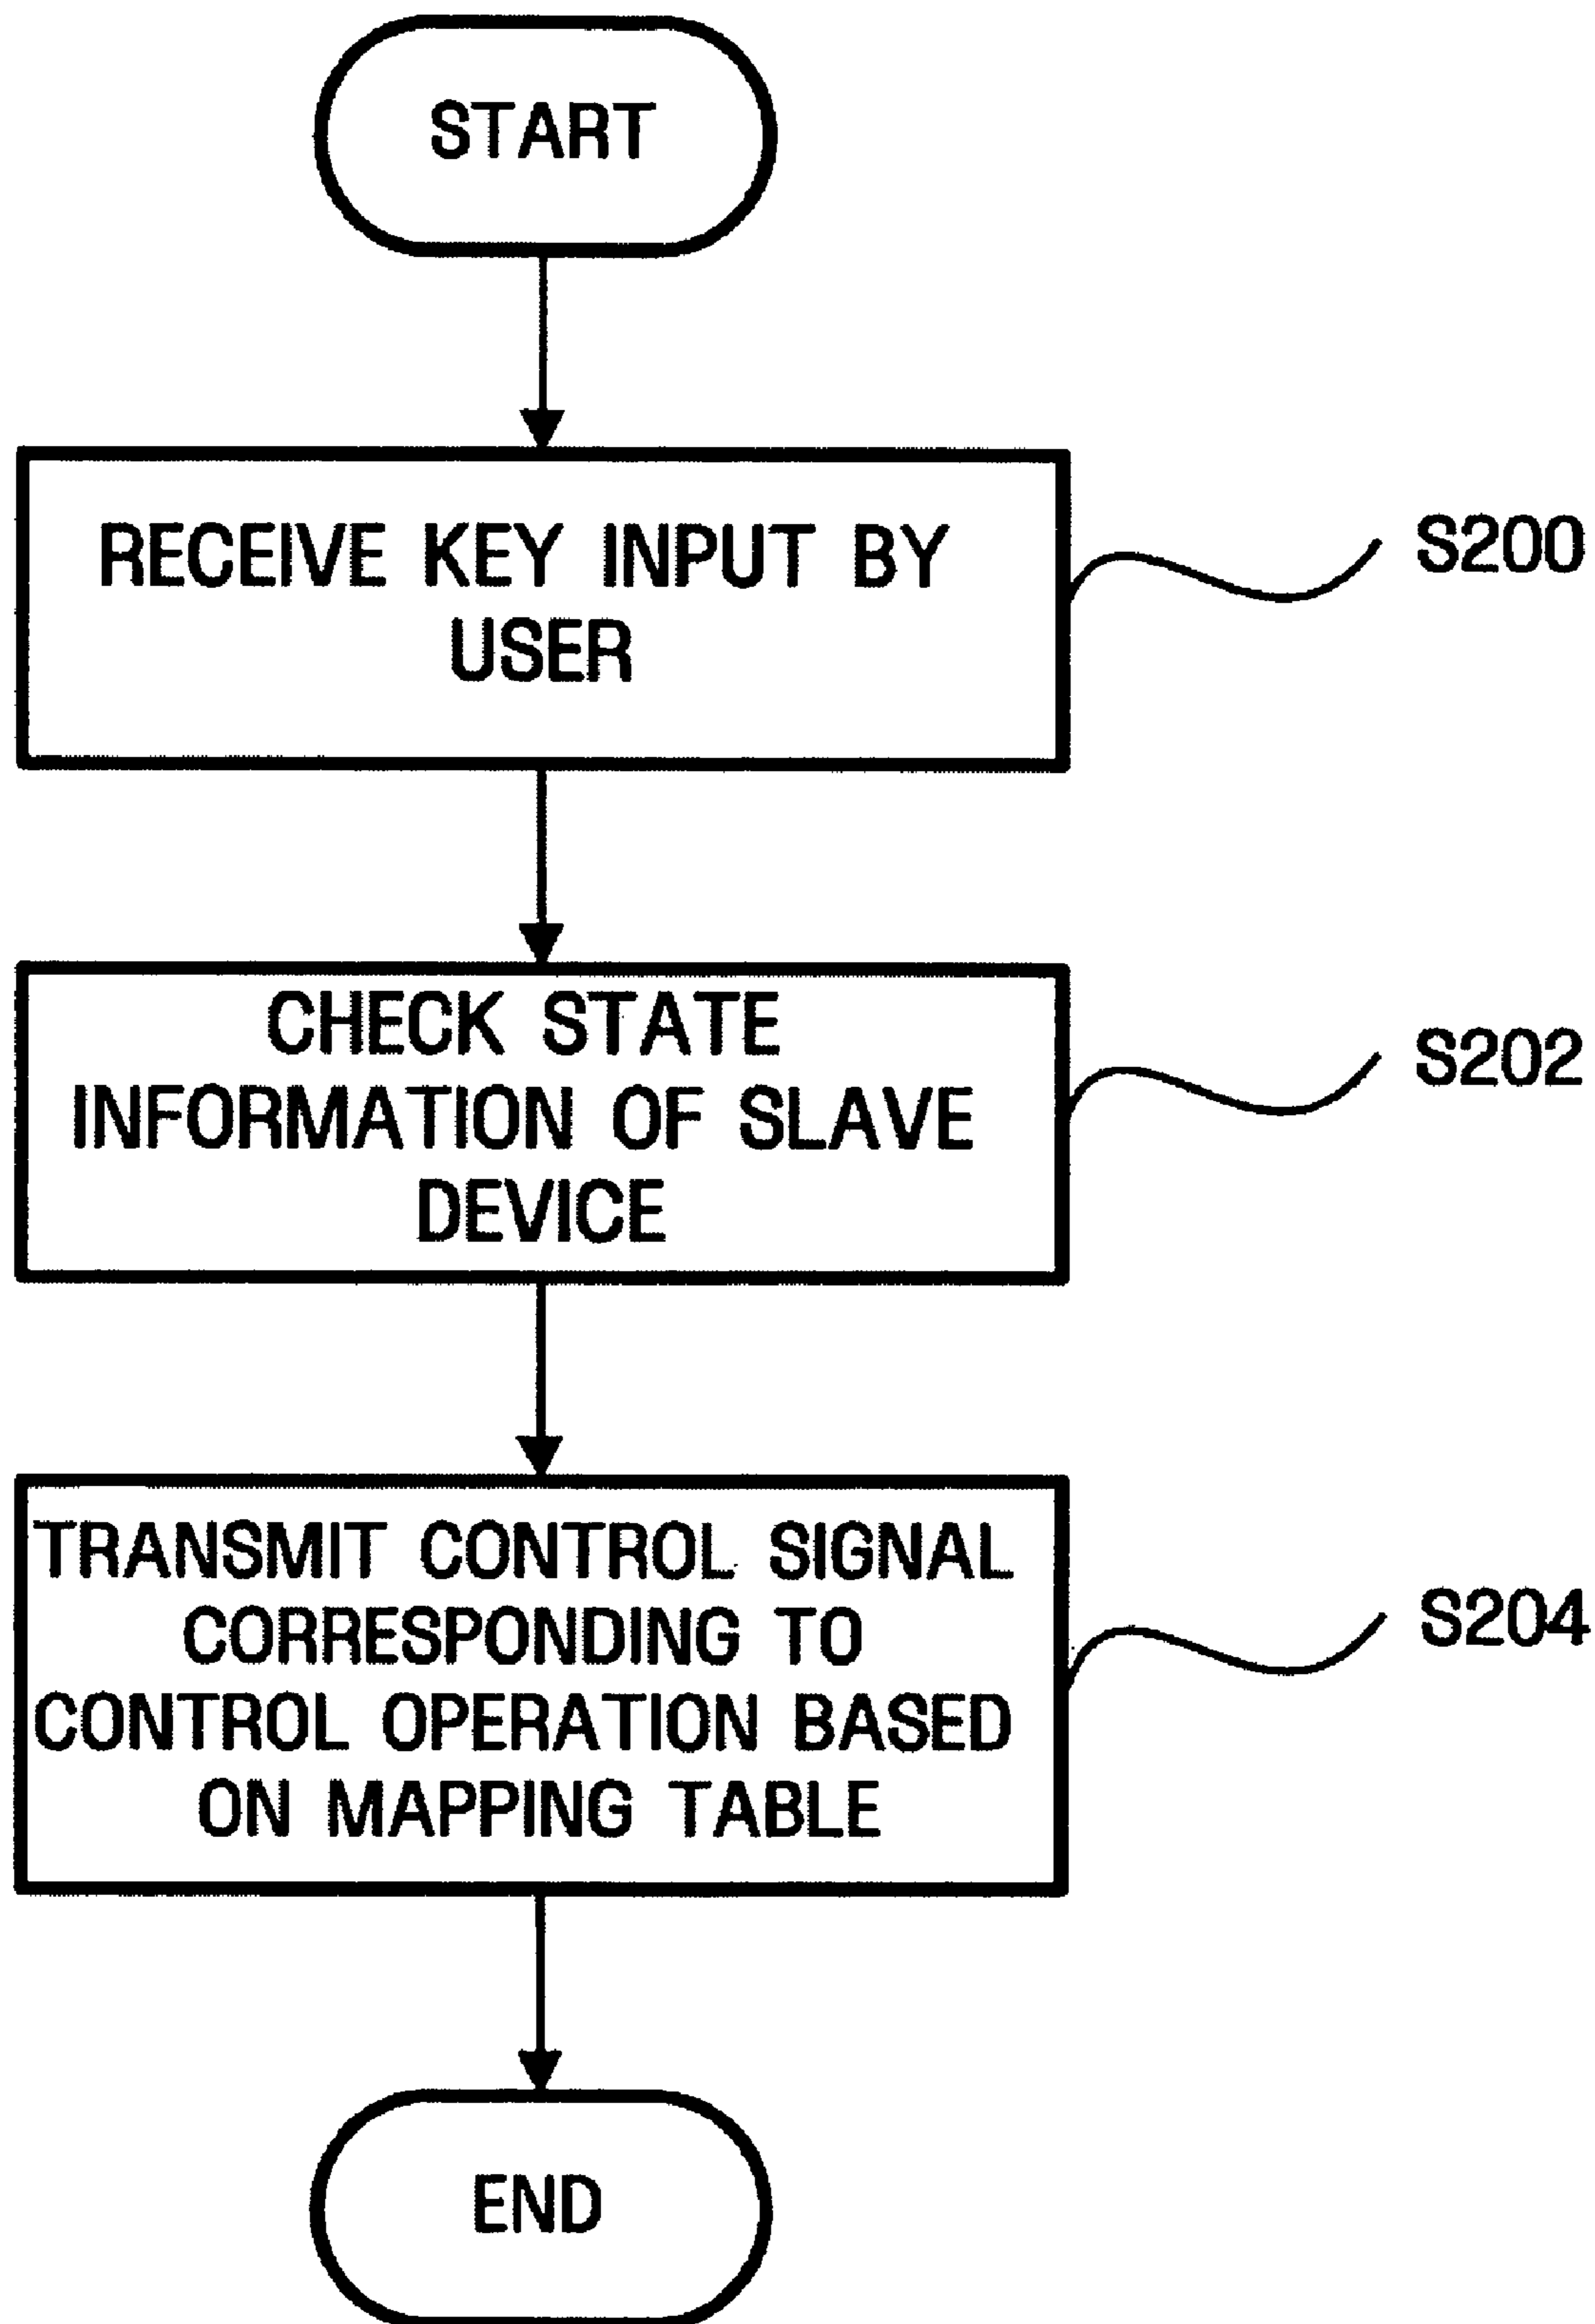 START
RECEIVE KEY INPUT BY
USER
S200
CHECK STATE
INFORMATION OF SLAVE
DEVICE
S202
TRANSMIT CONTROL SIGNAL
CORRESPONDING TO
CONTROL OPERATION BASED
ON MAPPING TABLE
S204
END